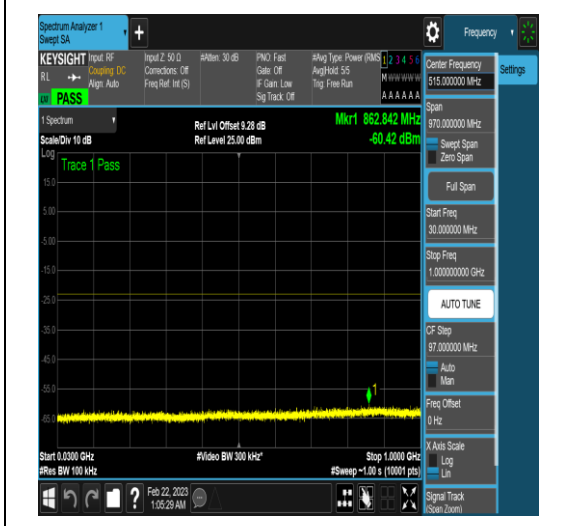 Spectrum Analyzer 1
Swept SA
+
Frequency
KEYSIGHT
RL
PASS
Input: RF
Coupling: DC
Align: Auto
Input Z: 50 Ω
Corrections: Off
Freq Ref: Int (S)
#Atten: 30 dB
PNO: Fast
Gate: Off
IF Gain: Low
Sig Track: Off
#Avg Type: Power (RMS
Avg|Hold: 5/5
Trig: Free Run
1 2 3 4 5 6
M W W W W W
A A A A A A
1 Spectrum
Scale/Div 10 dB
Ref Lvl Offset 9.28 dB
Ref Level 25.00 dBm
Mkr1 862.842 MHz
-60.42 dBm
Log
Trace 1 Pass
15.0
5.00
-5.00
-15.0
-25.0
-35.0
-45.0
-55.0
-65.0
1
Start 0.0300 GHz
#Res BW 100 kHz
#Video BW 300 kHz*
Stop 1.0000 GHz
#Sweep ~1.00 s (10001 pts)
?
Feb 22, 2023
1:05:29 AM
Center Frequency
515.000000 MHz
Settings
Span
970.000000 MHz
Swept Span
Zero Span
Full Span
Start Freq
30.000000 MHz
Stop Freq
1.000000000 GHz
AUTO TUNE
CF Step
97.000000 MHz
Auto
Man
Freq Offset
0 Hz
X Axis Scale
Log
Lin
Signal Track
(Span Zoom)